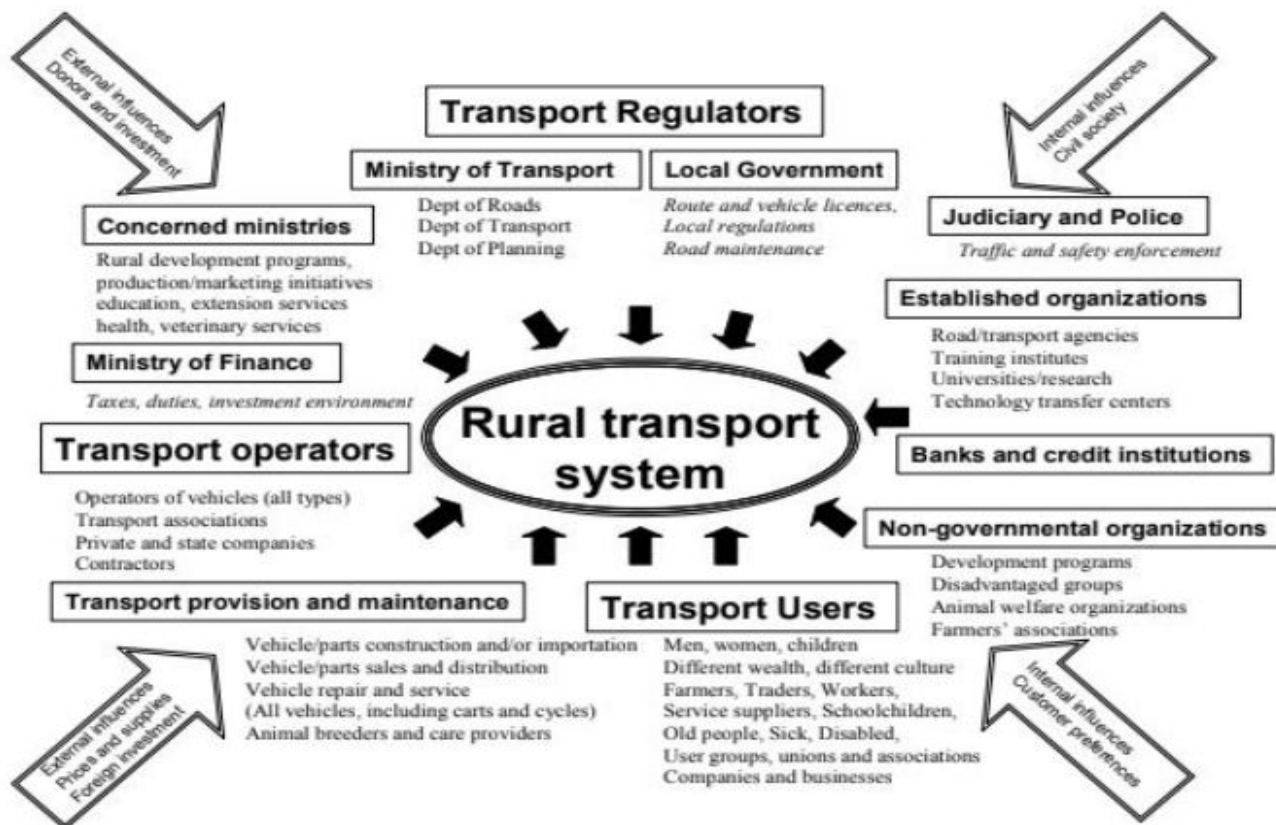 External influences
Donors and investment
Internal influences
Civil society
Transport Regulators
Ministry of Transport
Dept of Roads
Dept of Transport
Dept of Planning
Local Government
Route and vehicle licences,
Local regulations
Road maintenance
Concerned ministries
Rural development programs,
production/marketing initiatives
education, extension services
health, veterinary services
Judiciary and Police
Traffic and safety enforcement
Ministry of Finance
Taxes, duties, investment environment
Established organizations
Road/transport agencies
Training institutes
Universities/research
Technology transfer centers
Rural transport
system
Transport operators
Operators of vehicles (all types)
Transport associations
Private and state companies
Contractors
Banks and credit institutions
Non-governmental organizations
Development programs
Disadvantaged groups
Animal welfare organizations
Farmers' associations
Transport provision and maintenance
Vehicle/parts construction and/or importation
Vehicle/parts sales and distribution
Vehicle repair and service
(All vehicles, including carts and cycles)
Animal breeders and care providers
Transport Users
Men, women, children
Different wealth, different culture
Farmers, Traders, Workers,
Service suppliers, Schoolchildren,
Old people, Sick, Disabled,
User groups, unions and associations
Companies and businesses
External influences
Prices and supplies
Foreign investment
Internal influences
Customer preferences